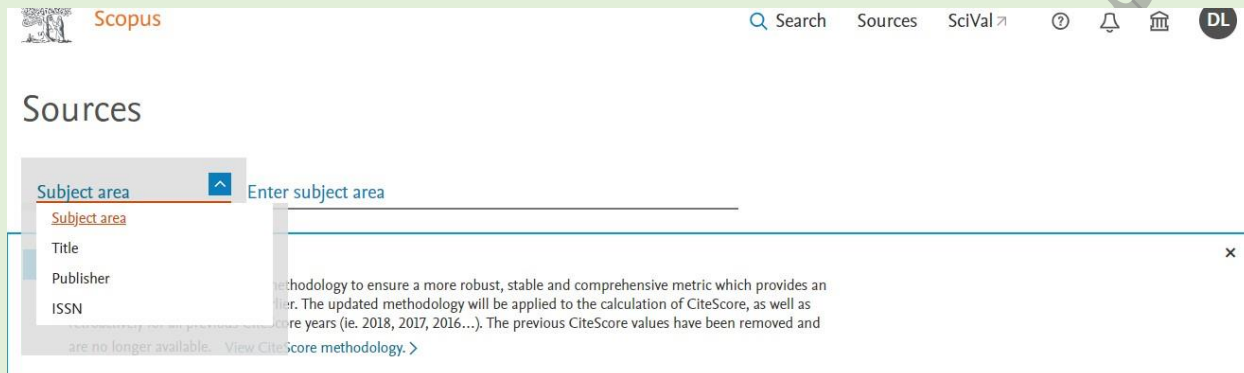 Scopus
Search Sources SciVal DL
Sources
Subject area Enter subject area
Subject area
Title
Publisher
ISSN
ethodology to ensure a more robust, stable and comprehensive metric which provides an
ier. The updated methodology will be applied to the calculation of CiteScore, as well as
core years (ie. 2018, 2017, 2016...). The previous CiteScore values have been removed and
are no longer available. View CiteScore methodology.